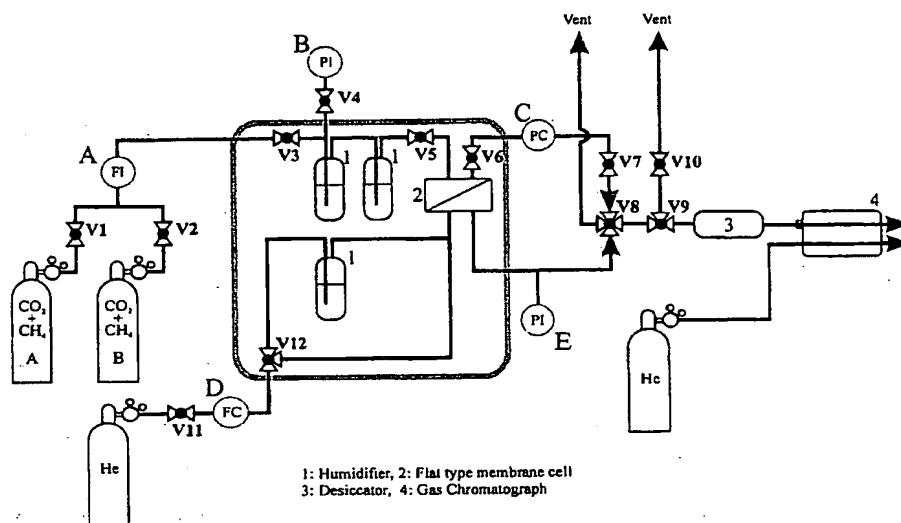 Vent
Vent
B
PI
V4
C
PC
A
FI
V3
1
1
V5
V6
V7
V10
2
V8
V9
3
4
V1
V2
1
CO₂
+
CH₄
A
CO₂
+
CH₄
B
PI
E
V12
D
FC
V11
He
Hc
1: Humidifier, 2: Flat type membrane cell
3: Desiccator, 4: Gas Chromatograph